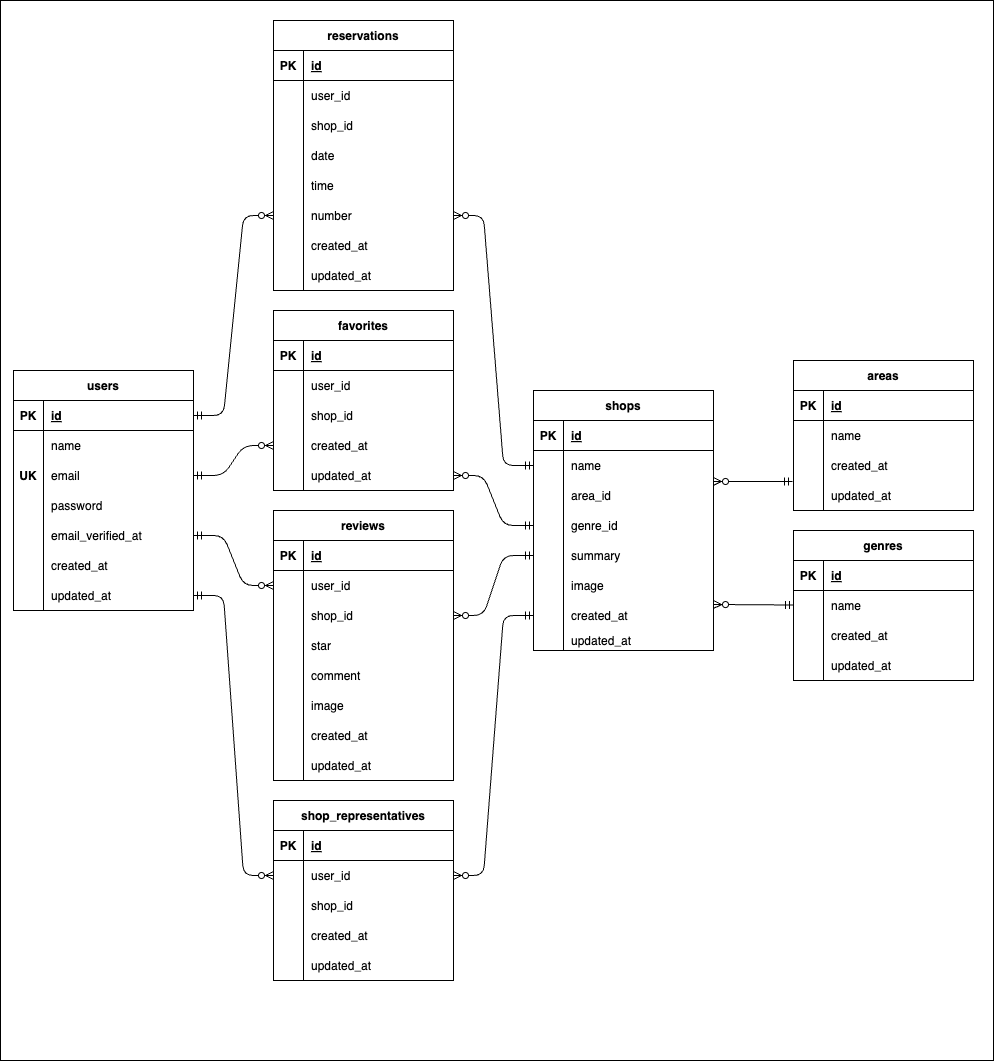 reservations
PK id
user_id
shop_id
date
time
number
created_at
updated_at
favorites
PK id
user_id
shop_id
created_at
updated_at
users
PK id
name
UK email
password
email_verified_at
created_at
updated_at
reviews
PK id
user_id
shop_id
star
comment
image
created_at
updated_at
shop_representatives
PK id
user_id
shop_id
created_at
updated_at
shops
PK id
name
area_id
genre_id
summary
image
created_at
updated_at
areas
PK id
name
created_at
updated_at
genres
PK id
name
created_at
updated_at